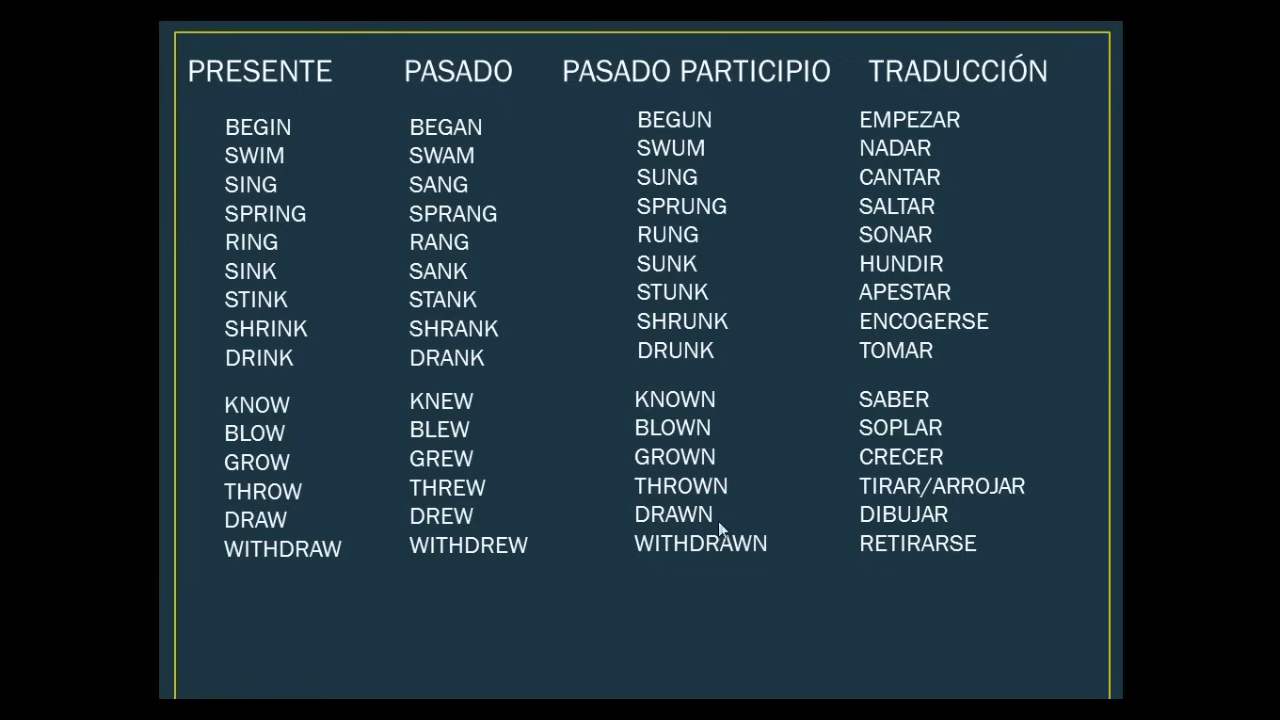 PRESENTE PASADO PASADO PARTICIPIO TRADUCCIÓN
BEGIN BEGAN BEGUN EMPEZAR
SWIM SWAM SWUM NADAR
SING SANG SUNG CANTAR
SPRING SPRANG SPRUNG SALTAR
RING RANG RUNG SONAR
SINK SANK SUNK HUNDIR
STINK STANK STUNK APESTAR
SHRINK SHRANK SHRUNK ENCOGERSE
DRINK DRANK DRUNK TOMAR
KNOW KNEW KNOWN SABER
BLOW BLEW BLOWN SOPLAR
GROW GREW GROWN CRECER
THROW THREW THROWN TIRAR/ARROJAR
DRAW DREW DRAWN DIBUJAR
WITHDRAW WITHDREW WITHDRAWN RETIRARSE